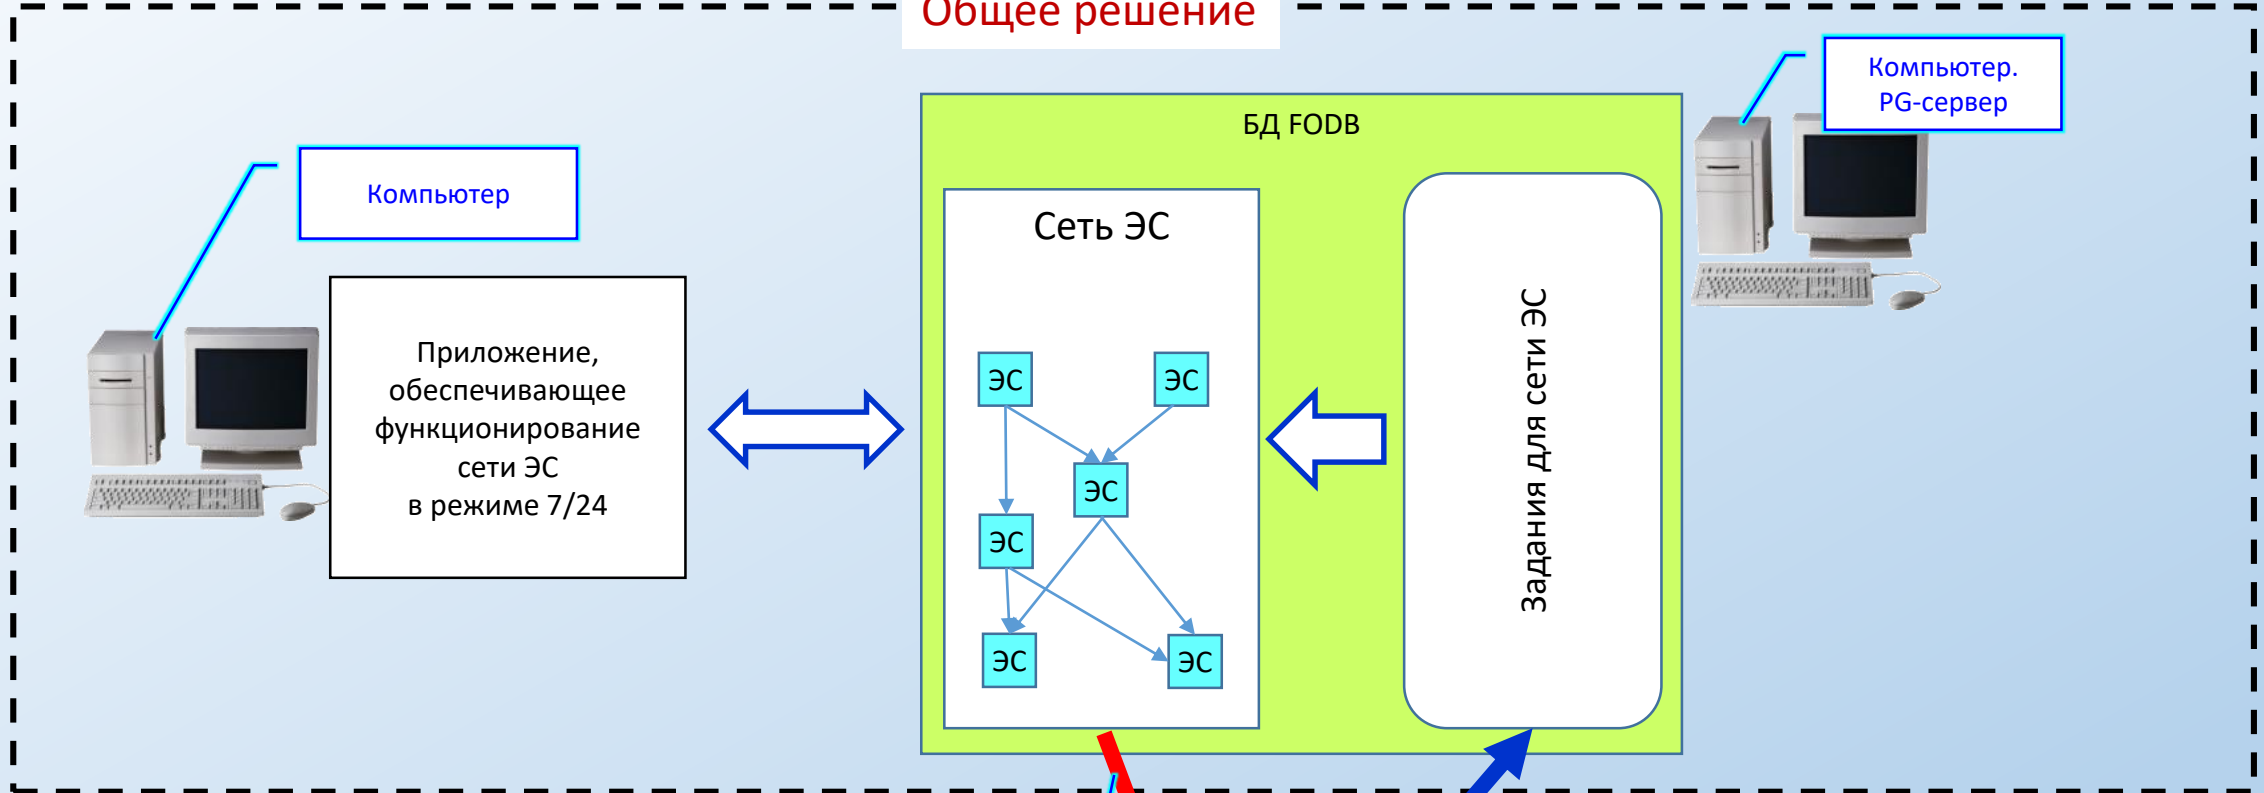 Общее решение
Компьютер.
PG-сервер
БД FODB
Компьютер
Сеть ЭС
Приложение,
обеспечивающее
функционирование
сети ЭС
в режиме 7/24
ЭС
ЭС
ЭС
ЭС
ЭС
ЭС
Задания для сети ЭС